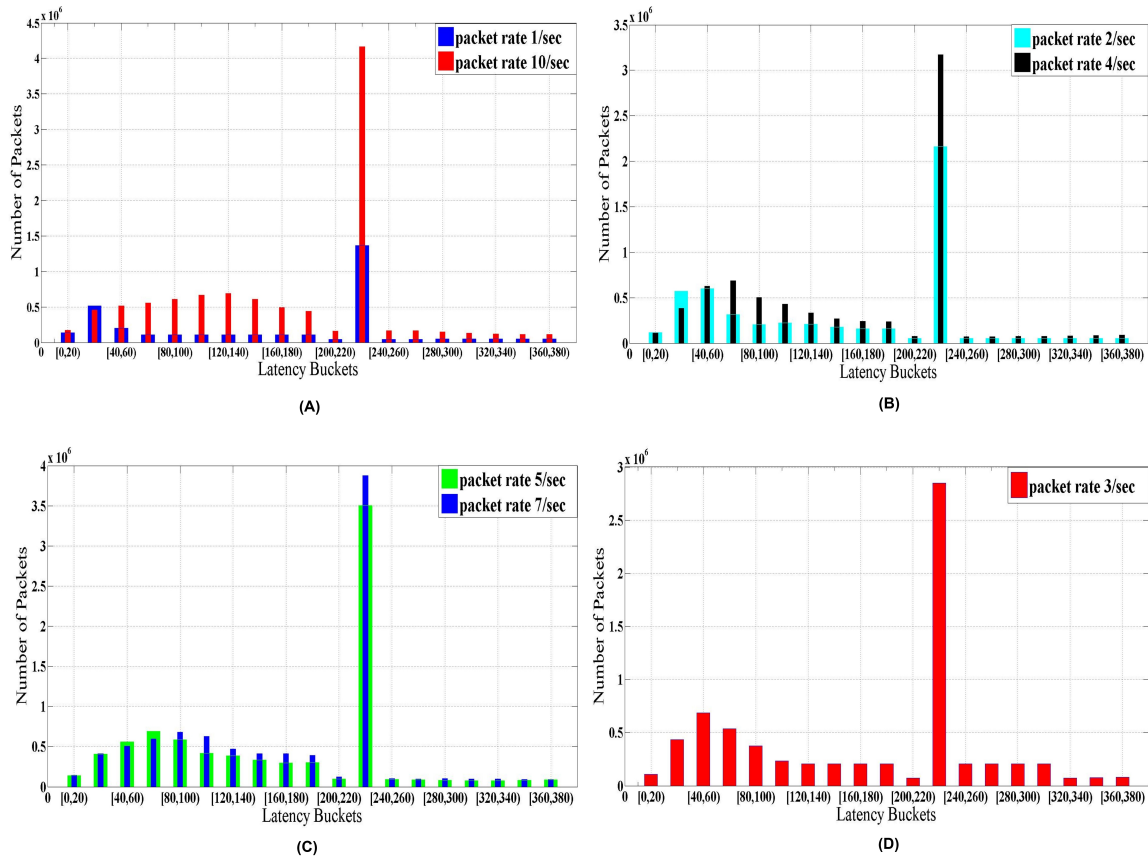 x 10^6
4.5
4
3.5
3
2.5
2
1.5
1
0.5
0
Number of Packets
packet rate 1/sec
packet rate 10/sec
0 [0,20) [40,60) [80,100) [120,140) [160,180) [200,220) [240,260) [280,300) [320,340) [360,380)
Latency Buckets
(A)
x 10^6
3.5
3
2.5
2
1.5
1
0.5
0
Number of Packets
packet rate 2/sec
packet rate 4/sec
0 [0,20) [40,60) [80,100) [120,140) [160,180) [200,220) [240,260) [280,300) [320,340) [360,380)
Latency Buckets
(B)
x 10^6
4
3.5
3
2.5
2
1.5
1
0.5
0
Number of Packets
packet rate 5/sec
packet rate 7/sec
0 [0,20) [40,60) [80,100) [120,140) [160,180) [200,220) [240,260) [280,300) [320,340) [360,380)
Latency Buckets
(C)
x 10^6
3
2.5
2
1.5
1
0.5
0
Number of Packets
packet rate 3/sec
0 [0,20) [40,60) [80,100) [120,140) [160,180) [200,220) [240,260) [280,300) [320,340) [360,380)
Latency Buckets
(D)